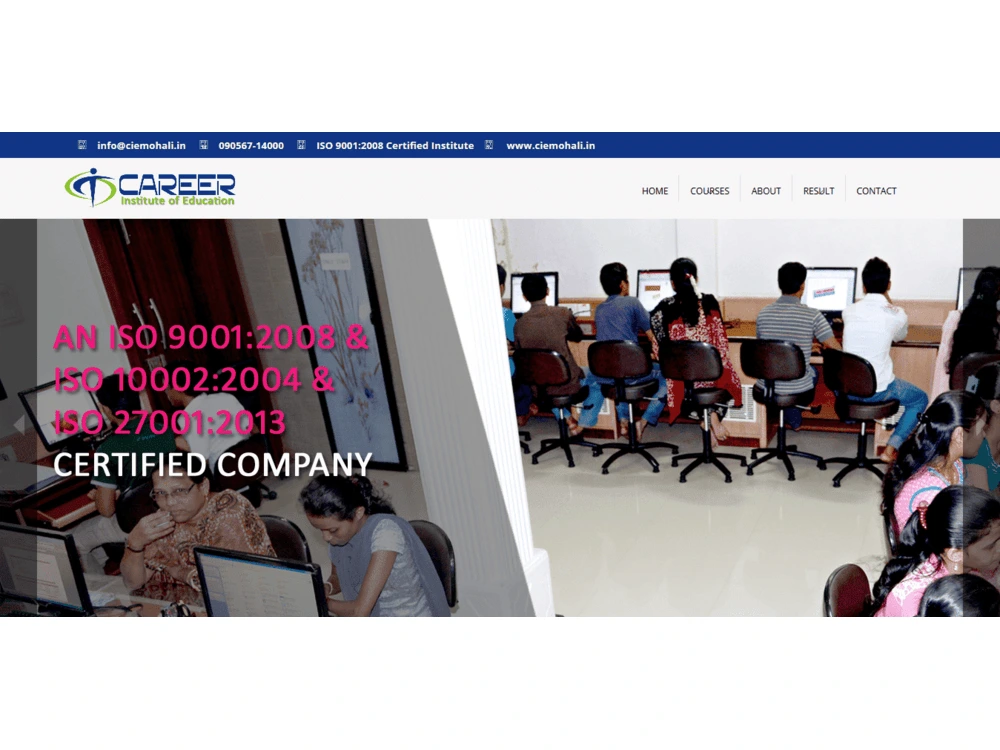 info@ciemohali.in 090567-14000 ISO 9001:2008 Certified Institute www.ciemohali.in
CAREER
Institute of Education
HOME COURSES ABOUT RESULT CONTACT
AN ISO 9001:2008 &
ISO 10002:2004 &
ISO 27001:2013
CERTIFIED COMPANY